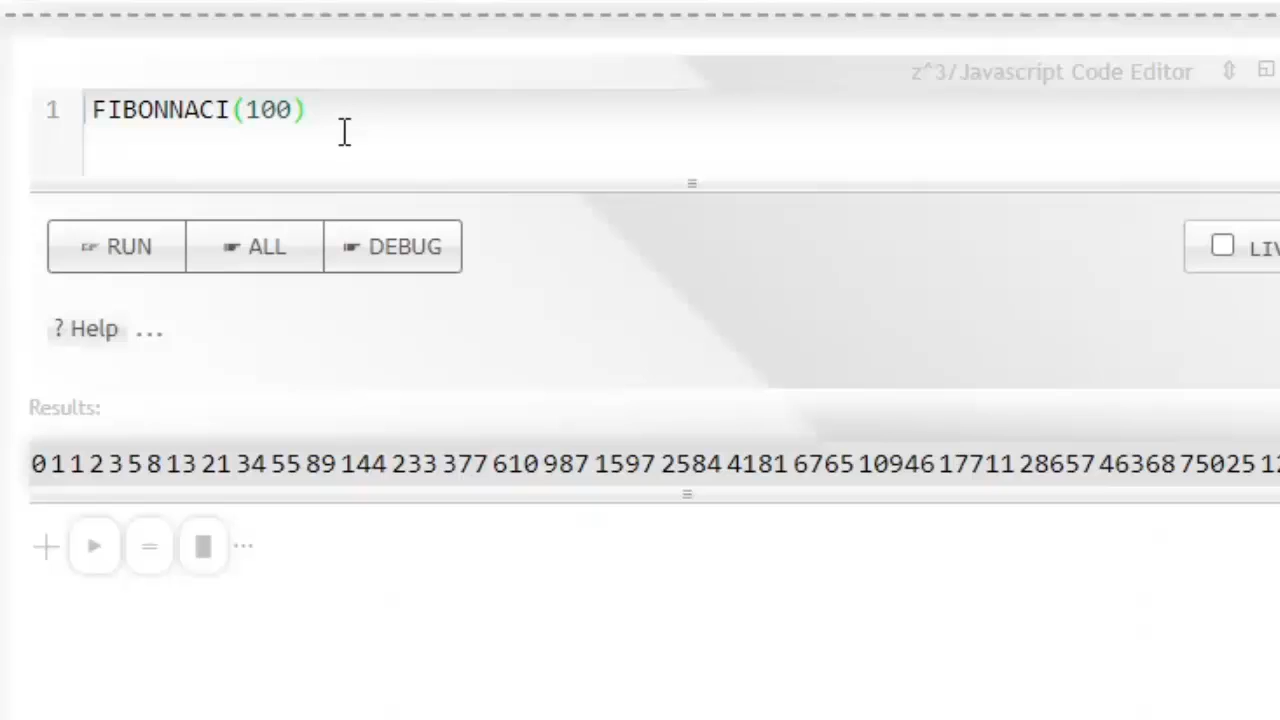 z^3/Javascript Code Editor
1 FIBONNACI(100)
RUN ALL DEBUG
? Help ...
Results:
0 1 1 2 3 5 8 13 21 34 55 89 144 233 377 610 987 1597 2584 4181 6765 10946 17711 28657 46368 75025